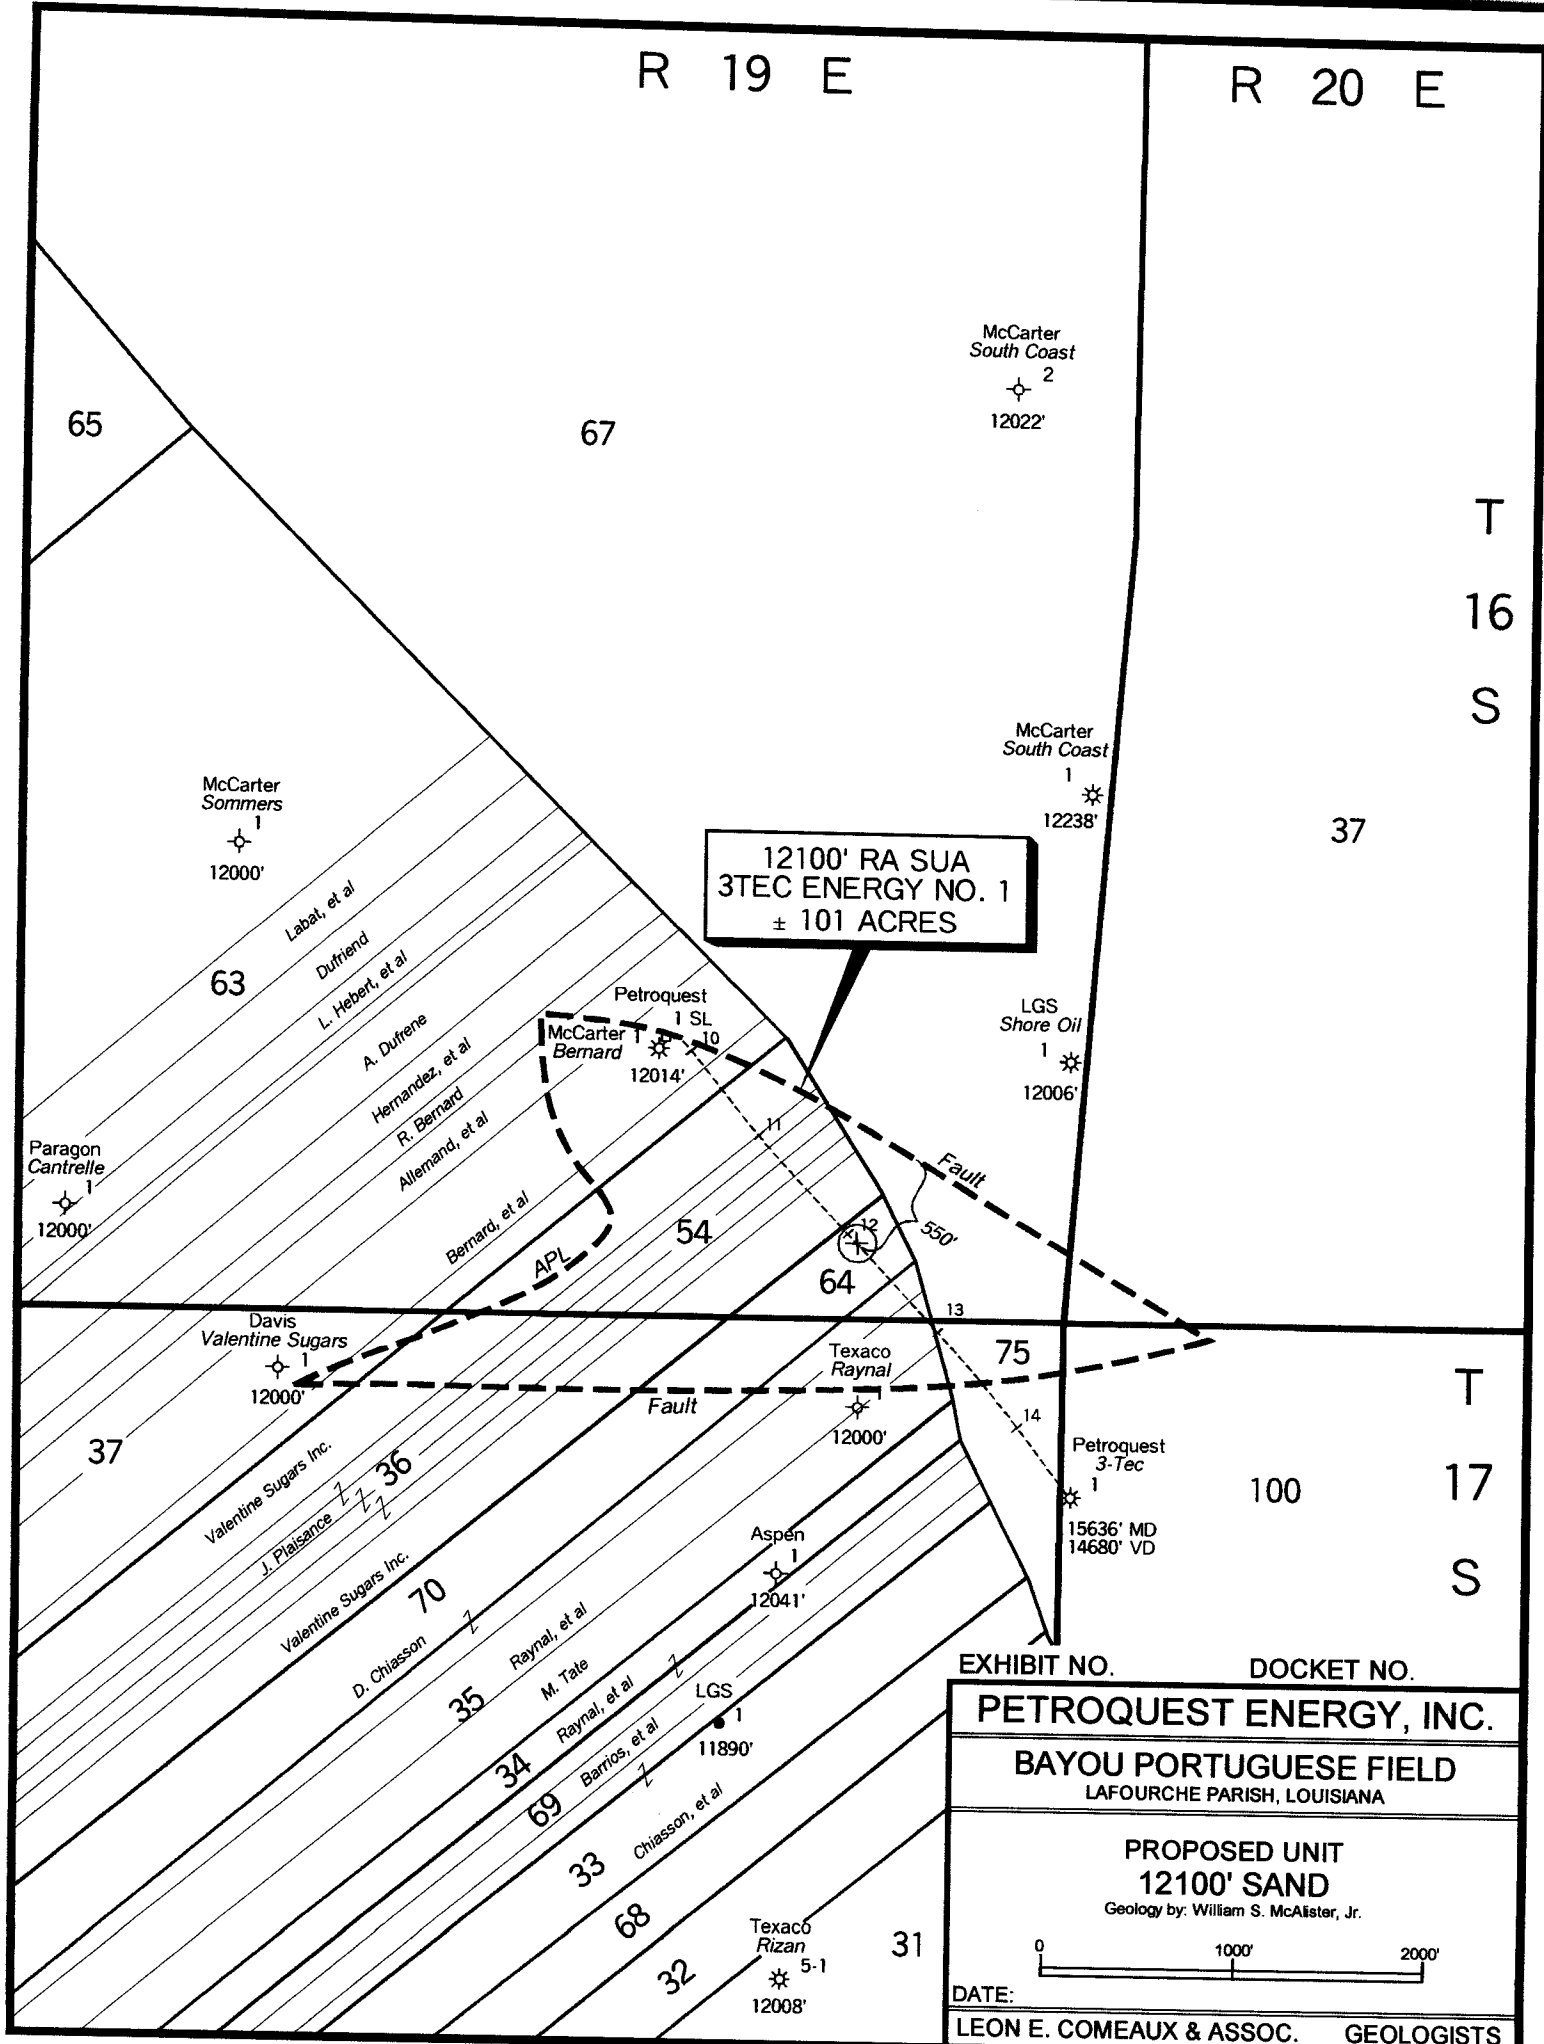 R 19 E
R 20 E
McCarter
South Coast
2
12022'
65
67
T
16
S
McCarter
South Coast
1
12238'
37
McCarter
Sommers
1
12000'
12100' RA SUA
3TEC ENERGY NO. 1
± 101 ACRES
Labat, et al
Dufriend
L. Hebert, et al
63
A. Dufrene
Hernandez, et al
R. Bernard
Allemand, et al
Bernard, et al
Petroquest
1 SL
McCarter 1
Bernard
12014'
10
11
12
13
14
LGS
Shore Oil
1
12006'
Fault
550'
Paragon
Cantrelle
1
12000'
54
APL
64
Davis
Valentine Sugars
1
12000'
Texaco
Raynal
1
12000'
75
Fault
T
17
S
37
36
Valentine Sugars Inc.
J. Plaisance
Valentine Sugars Inc.
70
D. Chiasson
35
Raynal, et al
M. Tate
34
Raynal, et al
69
Barrios, et al
33
Chiasson, et al
68
32
31
Petroquest
3-Tec
1
15636' MD
14680' VD
100
Aspen
1
12041'
LGS
1
11890'
Texaco
Rizan
5-1
12008'
EXHIBIT NO. DOCKET NO.
PETROQUEST ENERGY, INC.
BAYOU PORTUGUESE FIELD
LAFOURCHE PARISH, LOUISIANA
PROPOSED UNIT
12100' SAND
Geology by: William S. McAlister, Jr.
0 1000' 2000'
DATE:
LEON E. COMEAUX & ASSOC. GEOLOGISTS